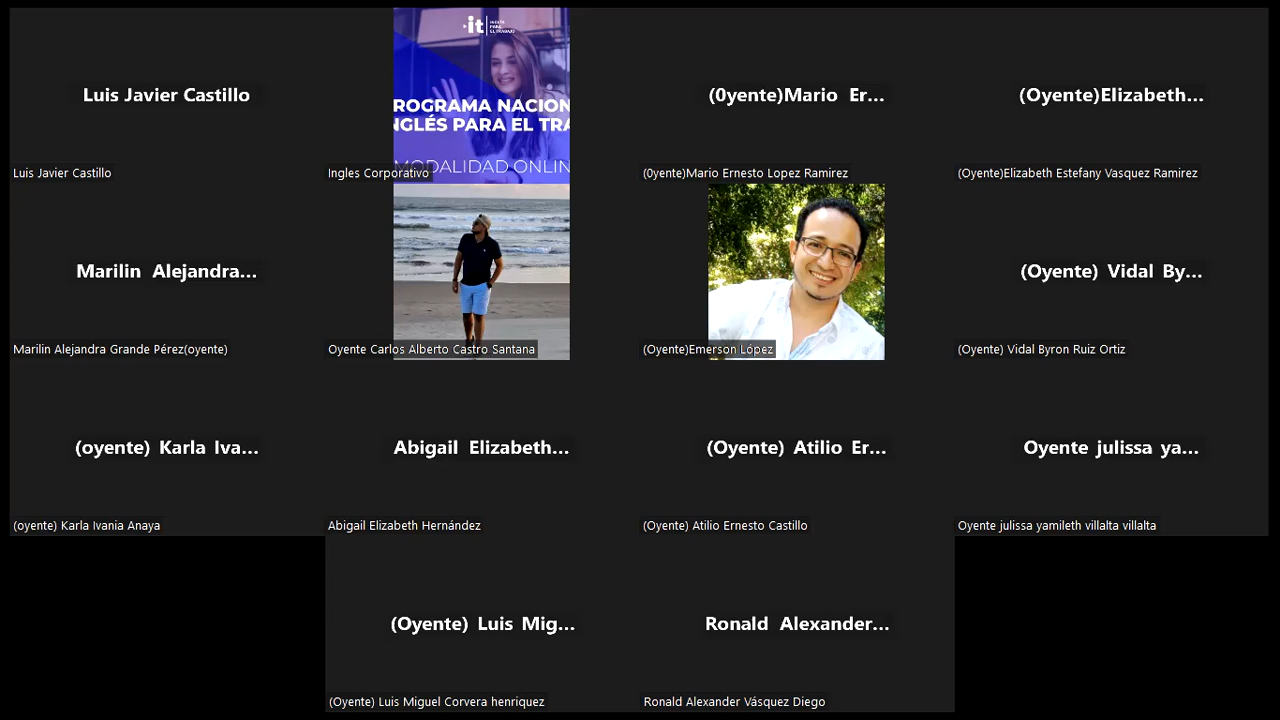 Luis Javier Castillo
Luis Javier Castillo
it
INGLÉS
PARA
EL TRABAJO
ROGRAMA NACION
NGLÉS PARA EL TRA
MODALIDAD ONLIN
Ingles Corporativo
(0yente)Mario Er...
(0yente)Mario Ernesto Lopez Ramirez
(Oyente)Elizabeth...
(Oyente)Elizabeth Estefany Vasquez Ramirez
Marilin Alejandra...
Marilin Alejandra Grande Pérez(oyente)
Oyente Carlos Alberto Castro Santana
(Oyente)Emerson López
(Oyente) Vidal By...
(Oyente) Vidal Byron Ruiz Ortiz
(oyente) Karla Iva...
(oyente) Karla Ivania Anaya
Abigail Elizabeth...
Abigail Elizabeth Hernández
(Oyente) Atilio Er...
(Oyente) Atilio Ernesto Castillo
Oyente julissa ya...
Oyente julissa yamileth villalta villalta
(Oyente) Luis Mig...
(Oyente) Luis Miguel Corvera henriquez
Ronald Alexander...
Ronald Alexander Vásquez Diego